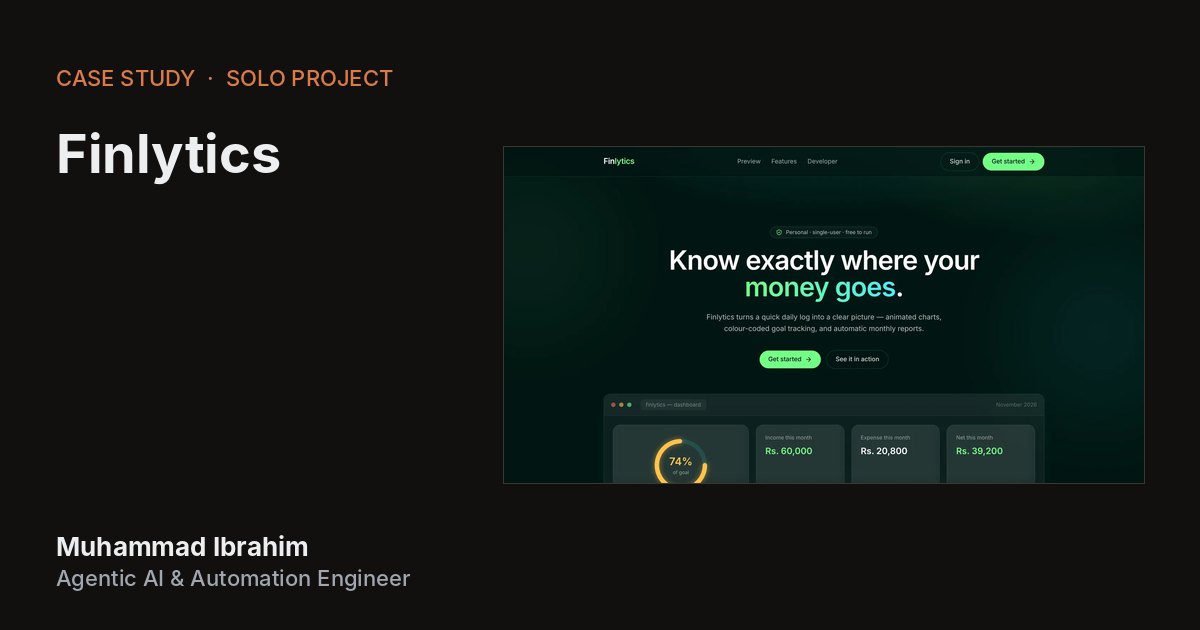 CASE STUDY · SOLO PROJECT
Finlytics
Finlytics
Preview Features Developer
Sign in
Get started →
Personal · single-user · free to run
Know exactly where your
money goes.
Finlytics turns a quick daily log into a clear picture — animated charts,
colour-coded goal tracking, and automatic monthly reports.
Get started →
See it in action
finlytics — dashboard
November 2026
74%
of goal
Income this month
Rs. 60,000
Expense this month
Rs. 20,800
Net this month
Rs. 39,200
Muhammad Ibrahim
Agentic AI & Automation Engineer